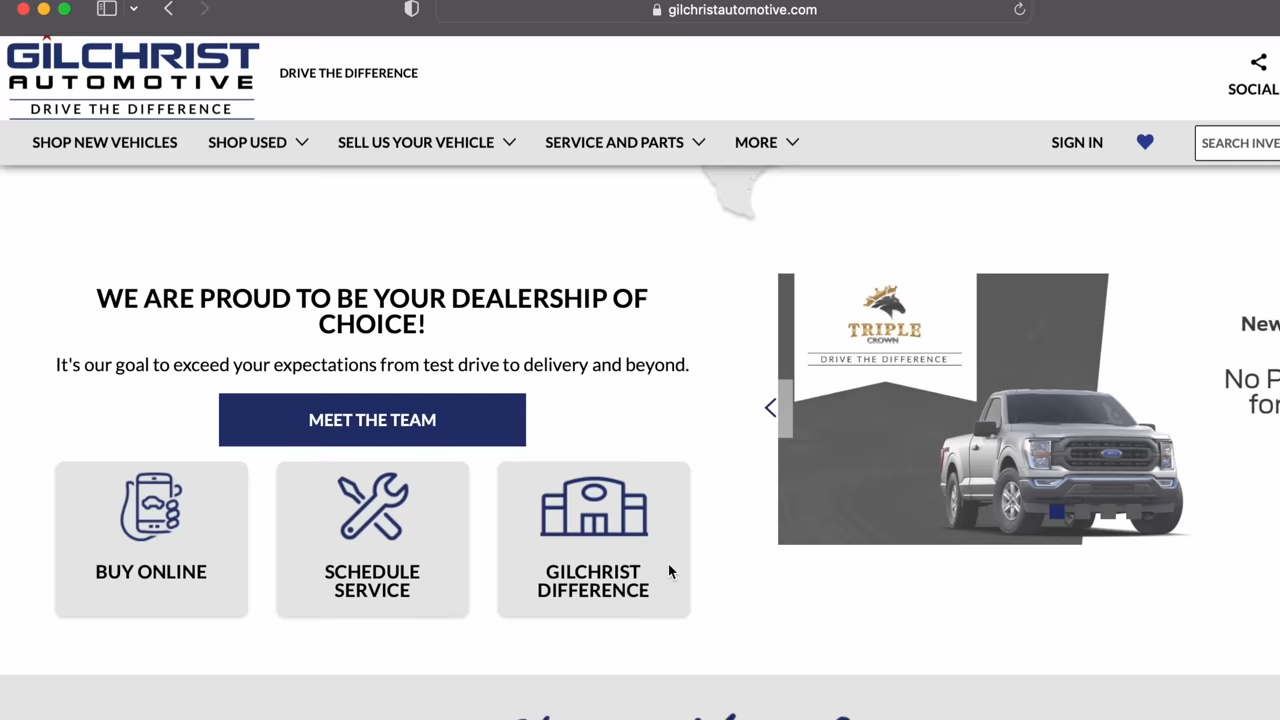 gilchristautomotive.com
GILCHRIST
AUTOMOTIVE
DRIVE THE DIFFERENCE
DRIVE THE DIFFERENCE
SOCIAL
SHOP NEW VEHICLES
SHOP USED
SELL US YOUR VEHICLE
SERVICE AND PARTS
MORE
SIGN IN
SEARCH INVE
WE ARE PROUD TO BE YOUR DEALERSHIP OF
CHOICE!
It's our goal to exceed your expectations from test drive to delivery and beyond.
MEET THE TEAM
BUY ONLINE
SCHEDULE
SERVICE
GILCHRIST
DIFFERENCE
TRIPLE
CROWN
DRIVE THE DIFFERENCE
New
No P
for